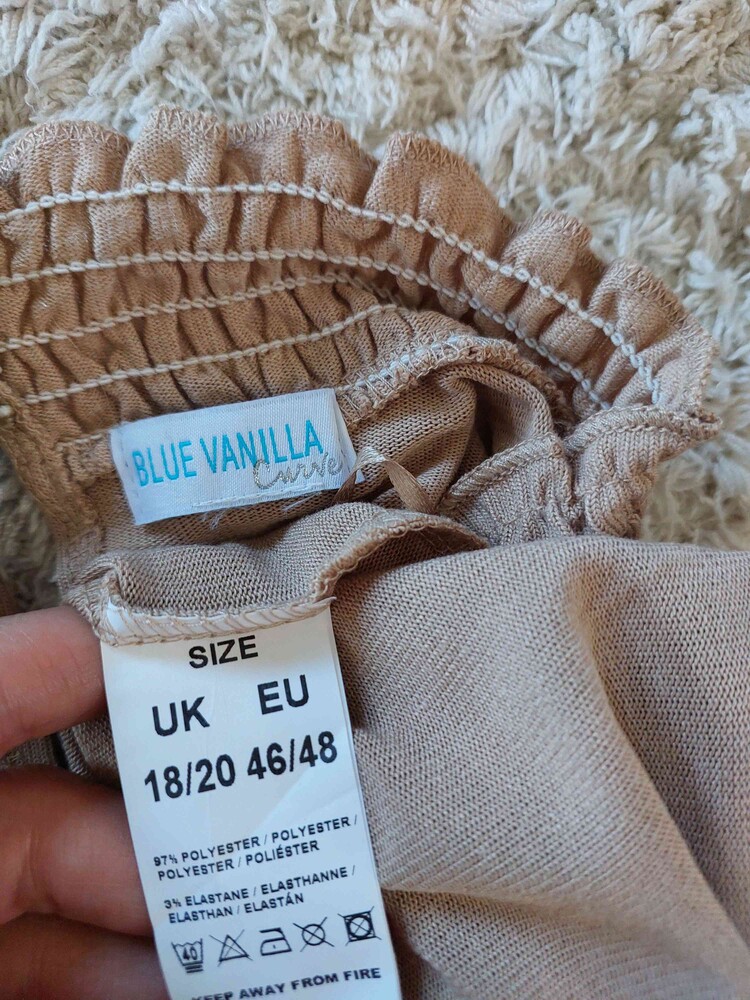 BLUE VANILLA
Curve
SIZE
UK EU
18/20 46/48
97% POLYESTER / POLYESTER /
POLYESTER / POLIÉSTER
3% ELASTANE / ELASTHANNE /
ELASTHAN / ELASTÁN
40
KEEP AWAY FROM FIRE